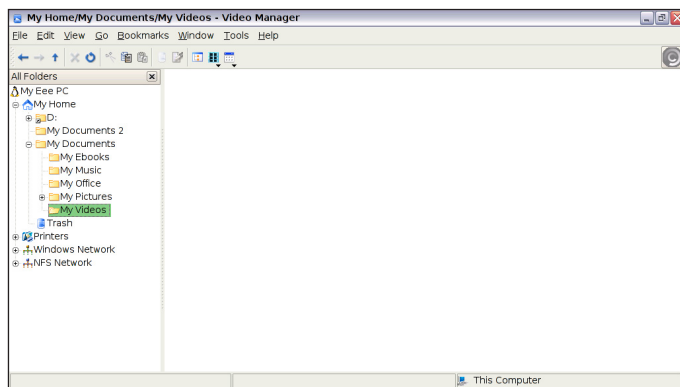 My Home/My Documents/My Videos - Video Manager
File Edit View Go Bookmarks Window Tools Help
All Folders
My Eee PC
My Home
D:
My Documents 2
My Documents
My Ebooks
My Music
My Office
My Pictures
My Videos
Trash
Printers
Windows Network
NFS Network
This Computer